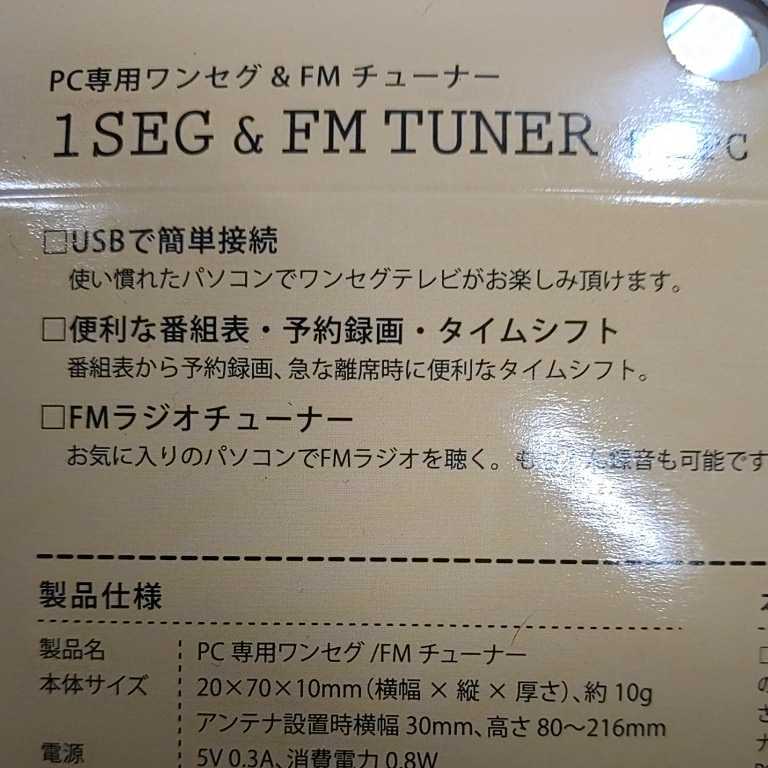 PC専用ワンセグ & FM チューナー
1 SEG & FM TUNER PC
□USBで簡単接続
使い慣れたパソコンでワンセグテレビがお楽しみ頂けます。
□便利な番組表・予約録画・タイムシフト
番組表から予約録画、急な離席時に便利なタイムシフト。
□FMラジオチューナー
お気に入りのパソコンでFMラジオを聴く。 録音も可能です
製品仕様
製品名 PC 専用ワンセグ /FM チューナー
本体サイズ 20×70×10mm（横幅 × 縦 × 厚さ）、約 10g
アンテナ設置時横幅 30mm、高さ 80〜216mm
電源 5V 0.3A、消費電力 0.8W